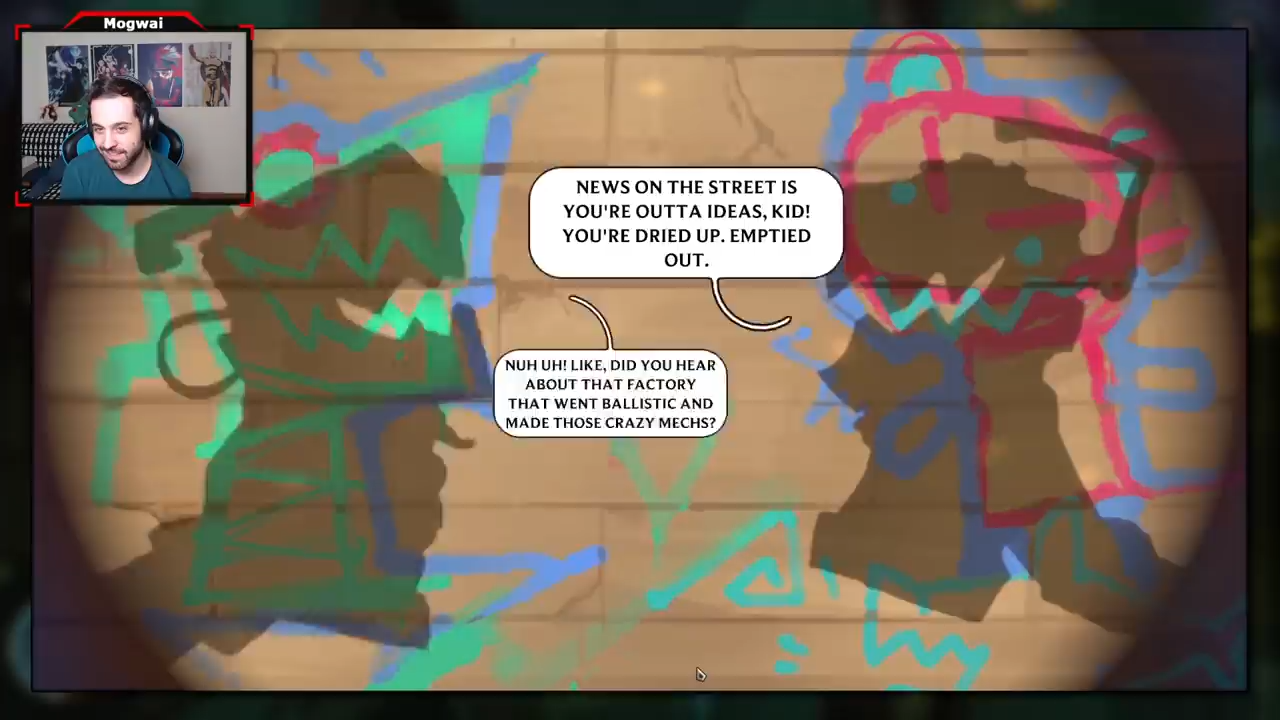 Mogwai
NEWS ON THE STREET IS
YOU'RE OUTTA IDEAS, KID!
YOU'RE DRIED UP. EMPTIED
OUT.
NUH UH! LIKE, DID YOU HEAR
ABOUT THAT FACTORY
THAT WENT BALLISTIC AND
MADE THOSE CRAZY MECHS?